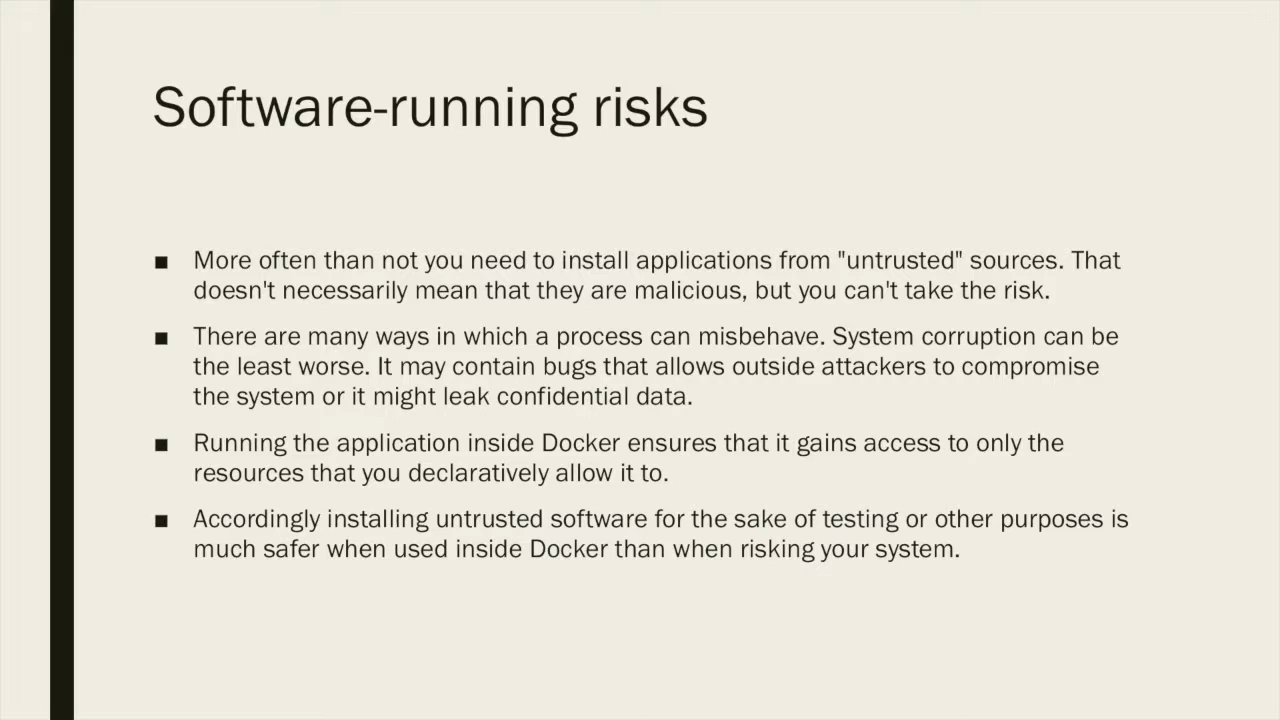 Software-running risks
■ More often than not you need to install applications from "untrusted" sources. That
doesn't necessarily mean that they are malicious, but you can't take the risk.
■ There are many ways in which a process can misbehave. System corruption can be
the least worse. It may contain bugs that allows outside attackers to compromise
the system or it might leak confidential data.
■ Running the application inside Docker ensures that it gains access to only the
resources that you declaratively allow it to.
■ Accordingly installing untrusted software for the sake of testing or other purposes is
much safer when used inside Docker than when risking your system.